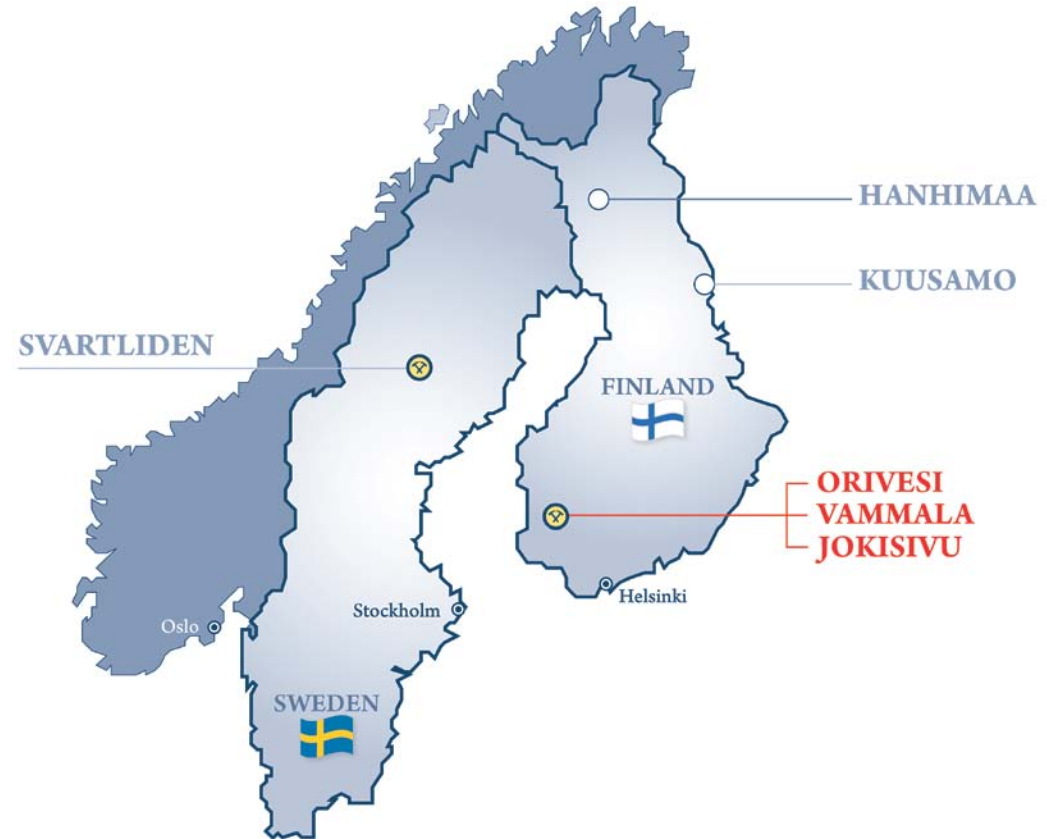 HANHIMAA
KUUSAMO
SVARTLIDEN
FINLAND
ORIVESI
VAMMALA
JOKISIVU
Helsinki
Stockholm
Oslo
SWEDEN